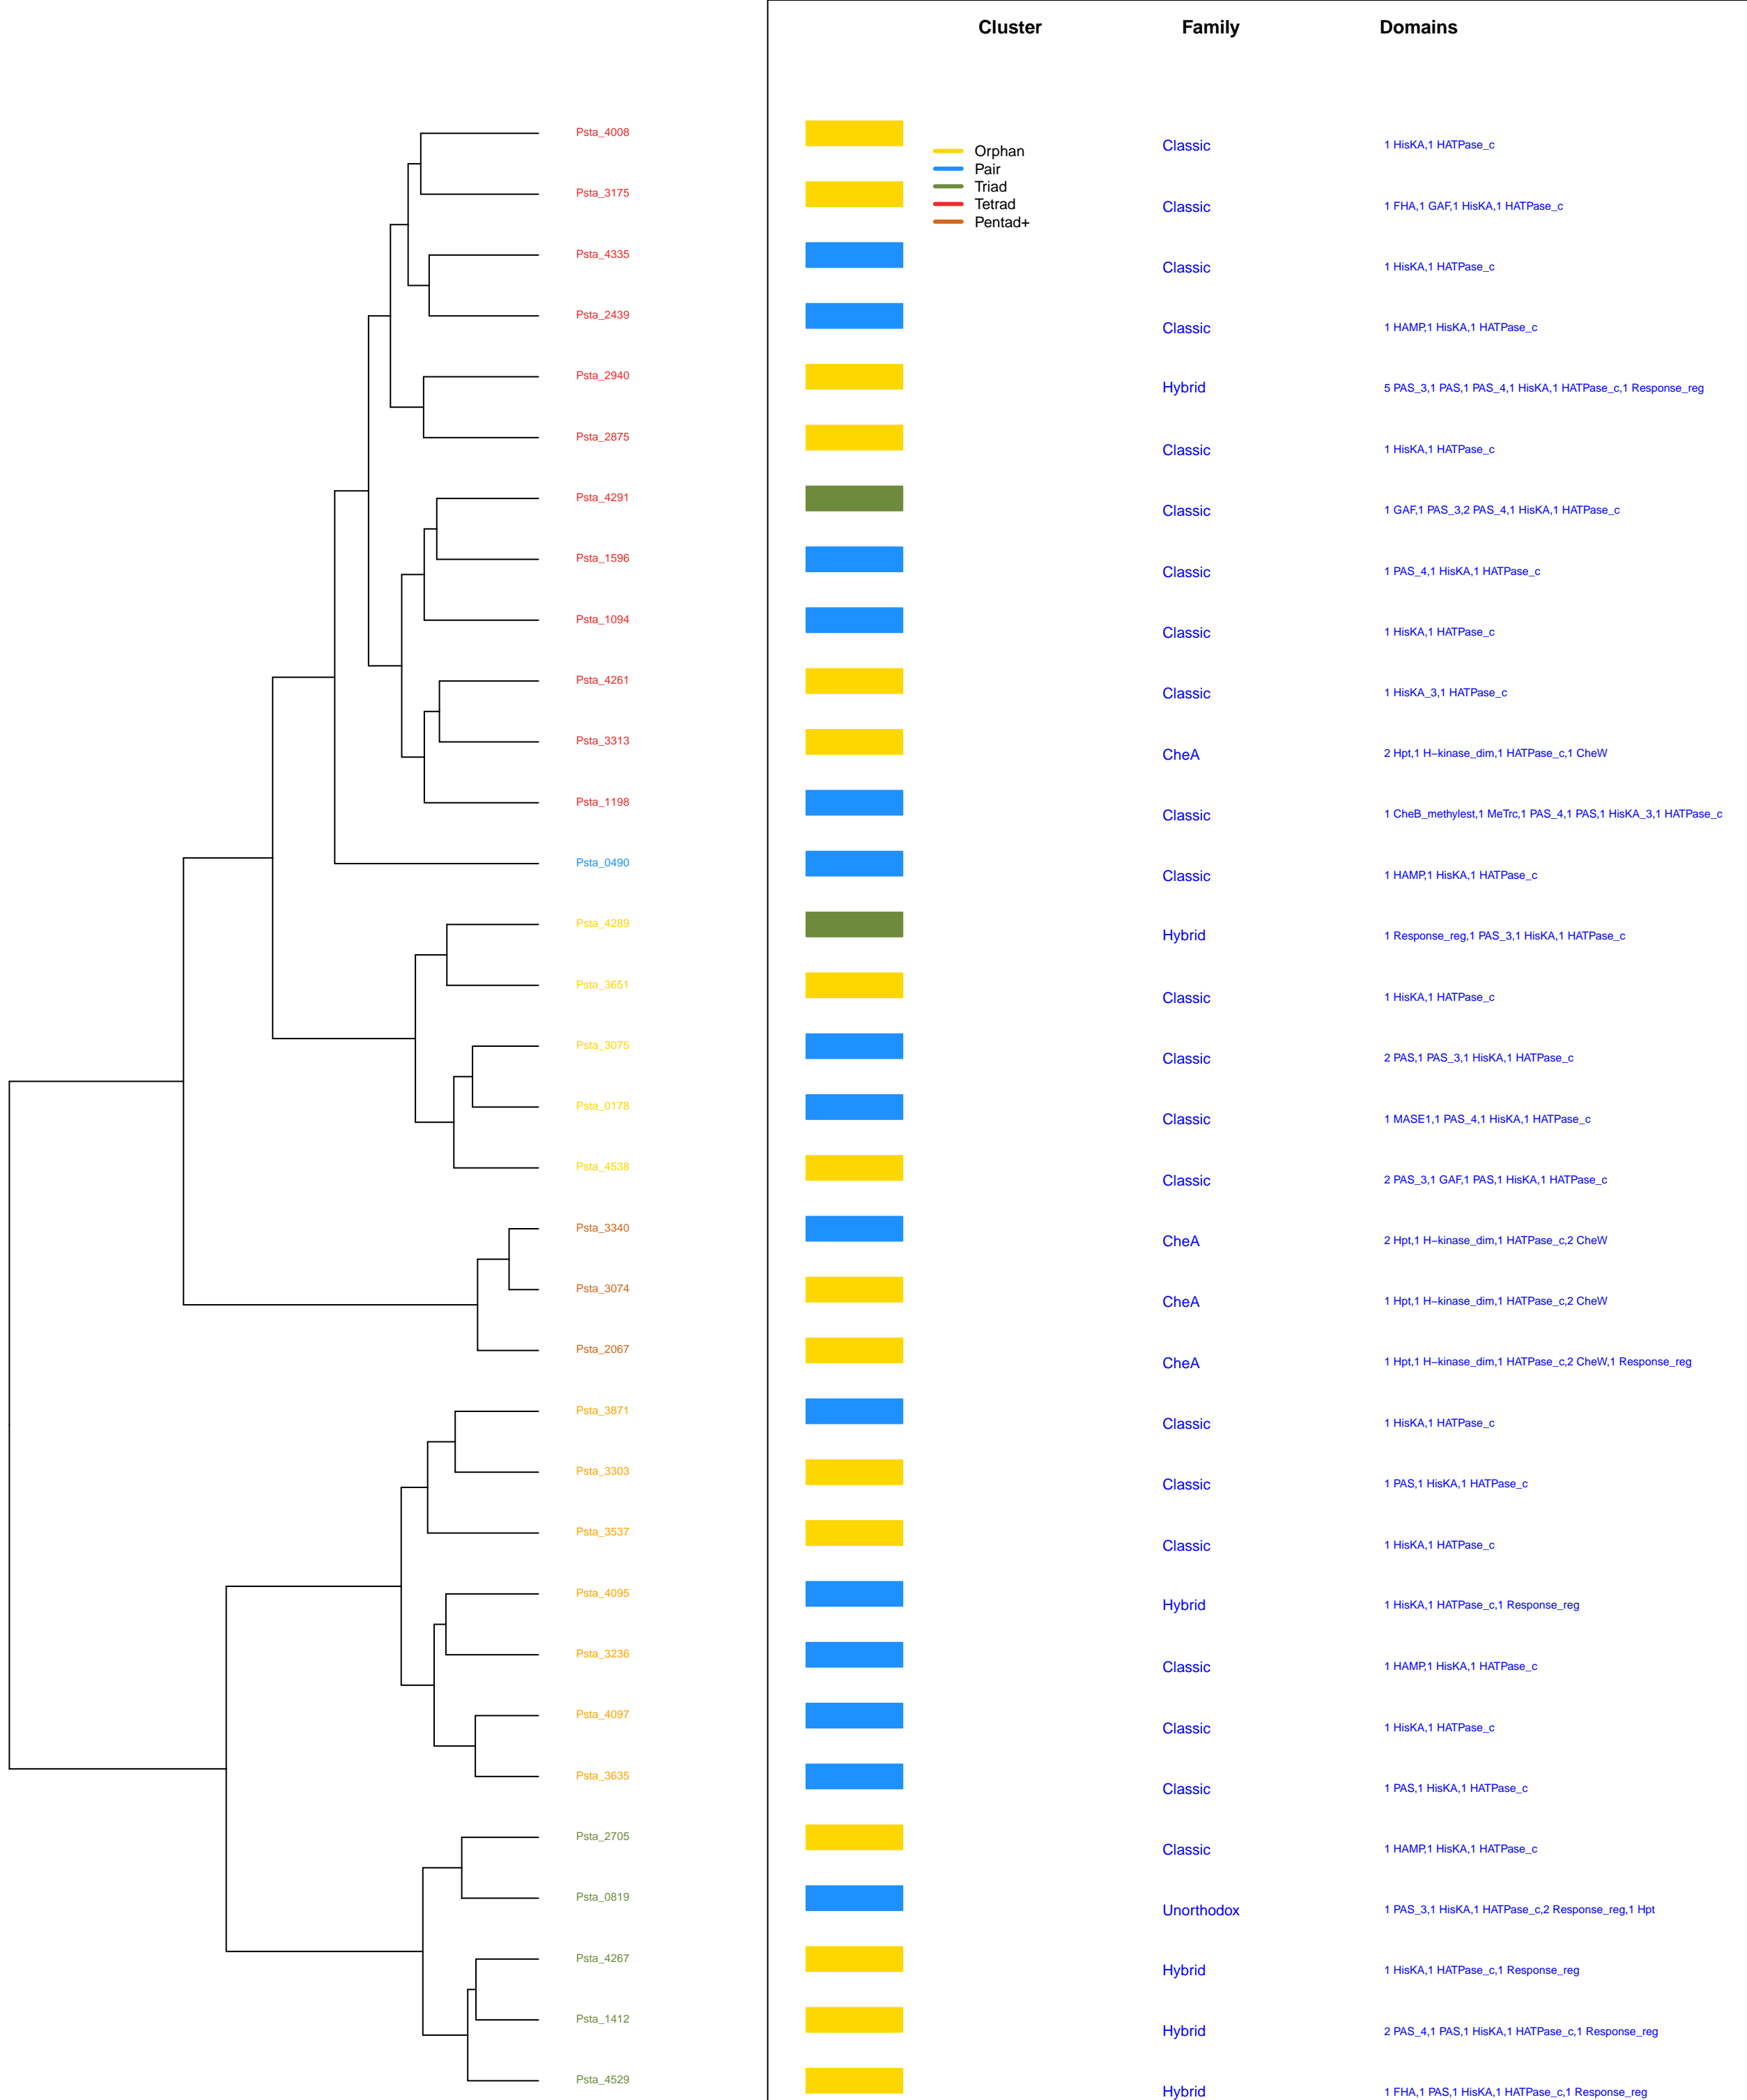 Cluster Family Domains
Psta_4008 Classic 1 HisKA,1 HATPase_c
Orphan
Pair
Triad
Tetrad
Pentad+
Psta_3175 Classic 1 FHA,1 GAF,1 HisKA,1 HATPase_c
Psta_4335 Classic 1 HisKA,1 HATPase_c
Psta_2439 Classic 1 HAMP,1 HisKA,1 HATPase_c
Psta_2940 Hybrid 5 PAS_3,1 PAS,1 PAS_4,1 HisKA,1 HATPase_c,1 Response_reg
Psta_2875 Classic 1 HisKA,1 HATPase_c
Psta_4291 Classic 1 GAF,1 PAS_3,2 PAS_4,1 HisKA,1 HATPase_c
Psta_1596 Classic 1 PAS_4,1 HisKA,1 HATPase_c
Psta_1094 Classic 1 HisKA,1 HATPase_c
Psta_4261 Classic 1 HisKA_3,1 HATPase_c
Psta_3313 CheA 2 Hpt,1 H−kinase_dim,1 HATPase_c,1 CheW
Psta_1198 Classic 1 CheB_methylest,1 MeTrc,1 PAS_4,1 PAS,1 HisKA_3,1 HATPase_c
Psta_0490 Classic 1 HAMP,1 HisKA,1 HATPase_c
Psta_4289 Hybrid 1 Response_reg,1 PAS_3,1 HisKA,1 HATPase_c
Psta_3651 Classic 1 HisKA,1 HATPase_c
Psta_3075 Classic 2 PAS,1 PAS_3,1 HisKA,1 HATPase_c
Psta_0178 Classic 1 MASE1,1 PAS_4,1 HisKA,1 HATPase_c
Psta_4538 Classic 2 PAS_3,1 GAF,1 PAS,1 HisKA,1 HATPase_c
Psta_3340 CheA 2 Hpt,1 H−kinase_dim,1 HATPase_c,2 CheW
Psta_3074 CheA 1 Hpt,1 H−kinase_dim,1 HATPase_c,2 CheW
Psta_2067 CheA 1 Hpt,1 H−kinase_dim,1 HATPase_c,2 CheW,1 Response_reg
Psta_3871 Classic 1 HisKA,1 HATPase_c
Psta_3303 Classic 1 PAS,1 HisKA,1 HATPase_c
Psta_3537 Classic 1 HisKA,1 HATPase_c
Psta_4095 Hybrid 1 HisKA,1 HATPase_c,1 Response_reg
Psta_3236 Classic 1 HAMP,1 HisKA,1 HATPase_c
Psta_4097 Classic 1 HisKA,1 HATPase_c
Psta_3635 Classic 1 PAS,1 HisKA,1 HATPase_c
Psta_2705 Classic 1 HAMP,1 HisKA,1 HATPase_c
Psta_0819 Unorthodox 1 PAS_3,1 HisKA,1 HATPase_c,2 Response_reg,1 Hpt
Psta_4267 Hybrid 1 HisKA,1 HATPase_c,1 Response_reg
Psta_1412 Hybrid 2 PAS_4,1 PAS,1 HisKA,1 HATPase_c,1 Response_reg
Psta_4529 Hybrid 1 FHA,1 PAS,1 HisKA,1 HATPase_c,1 Response_reg